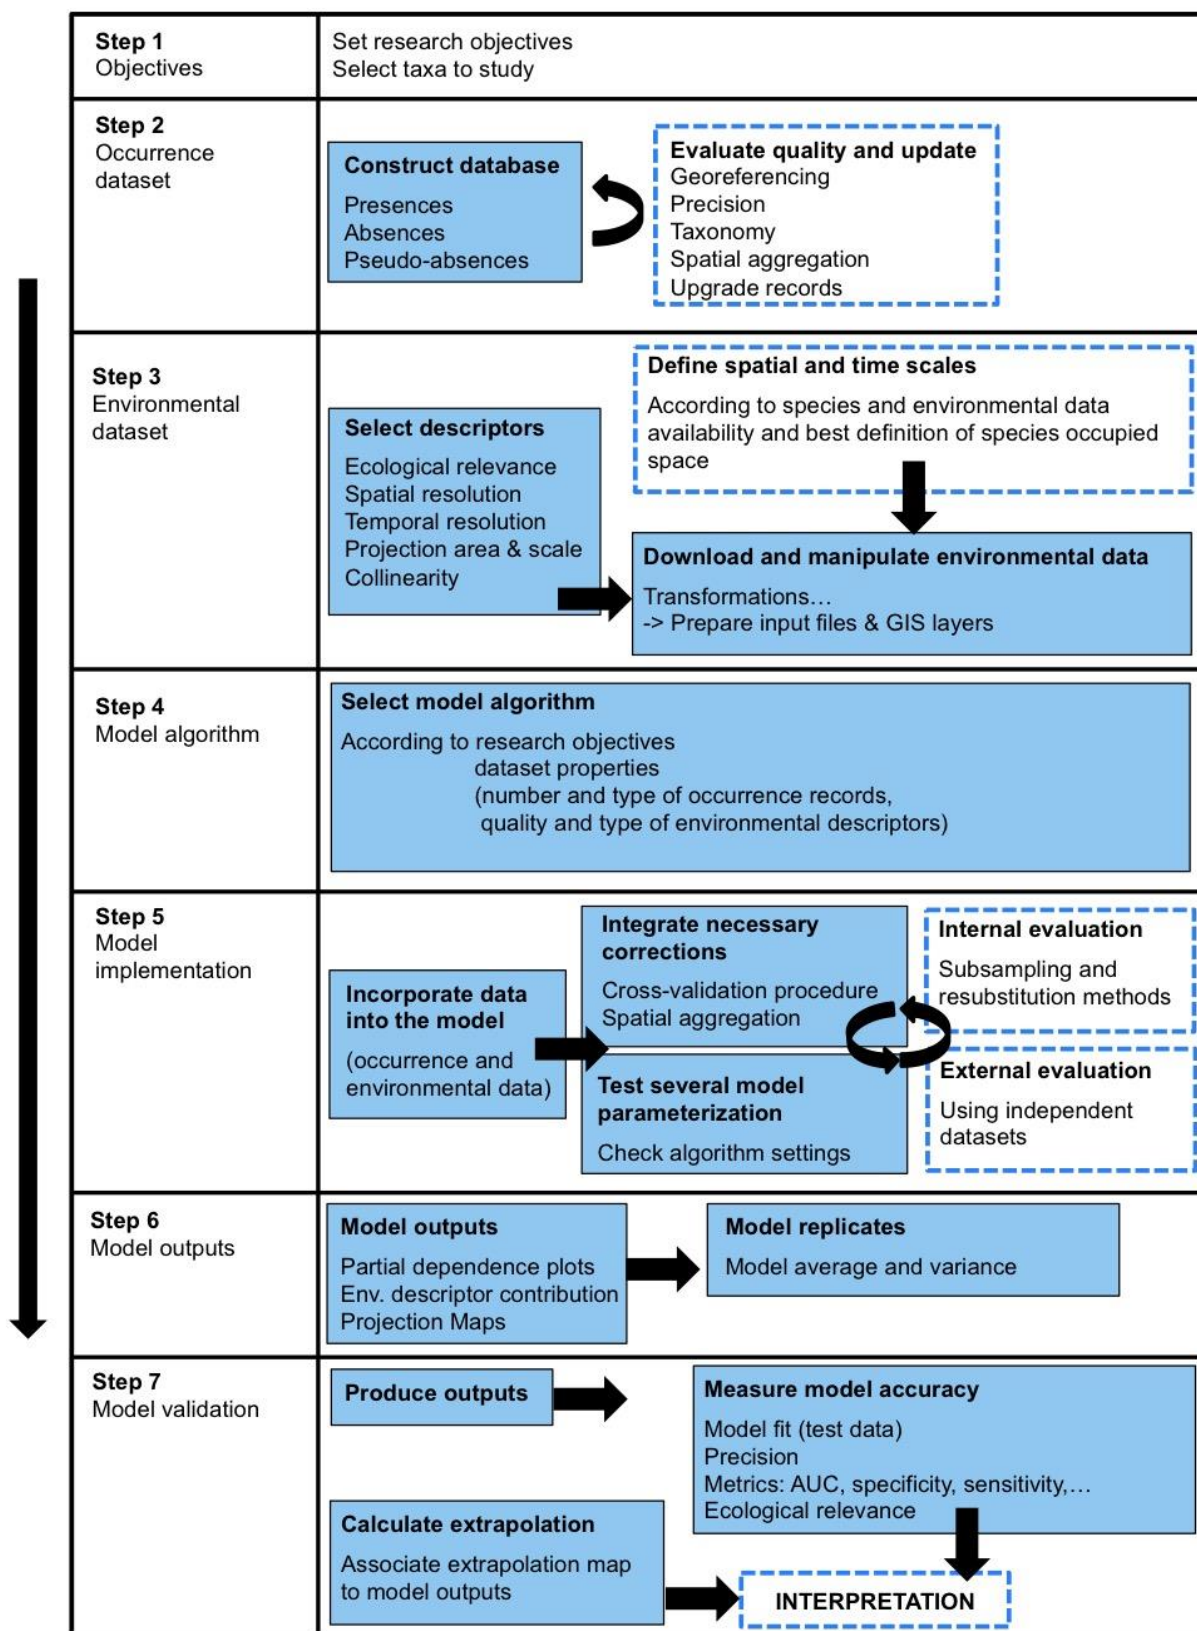 Step 1
Objectives
Set research objectives
Select taxa to study
Step 2
Occurrence
dataset
Construct database
Presences
Absences
Pseudo-absences
Evaluate quality and update
Georeferencing
Precision
Taxonomy
Spatial aggregation
Upgrade records
Step 3
Environmental
dataset
Select descriptors
Ecological relevance
Spatial resolution
Temporal resolution
Projection area & scale
Collinearity
Define spatial and time scales
According to species and environmental data
availability and best definition of species occupied
space
Download and manipulate environmental data
Transformations…
-> Prepare input files & GIS layers
Step 4
Model algorithm
Select model algorithm
According to research objectives
dataset properties
(number and type of occurrence records,
quality and type of environmental descriptors)
Step 5
Model
implementation
Incorporate data
into the model
(occurrence and
environmental data)
Integrate necessary
corrections
Cross-validation procedure
Spatial aggregation
Test several model
parameterization
Check algorithm settings
Internal evaluation
Subsampling and
resubstitution methods
External evaluation
Using independent
datasets
Step 6
Model outputs
Model outputs
Partial dependence plots
Env. descriptor contribution
Projection Maps
Model replicates
Model average and variance
Step 7
Model validation
Produce outputs
Measure model accuracy
Model fit (test data)
Precision
Metrics: AUC, specificity, sensitivity,…
Ecological relevance
Calculate extrapolation
Associate extrapolation map
to model outputs
INTERPRETATION